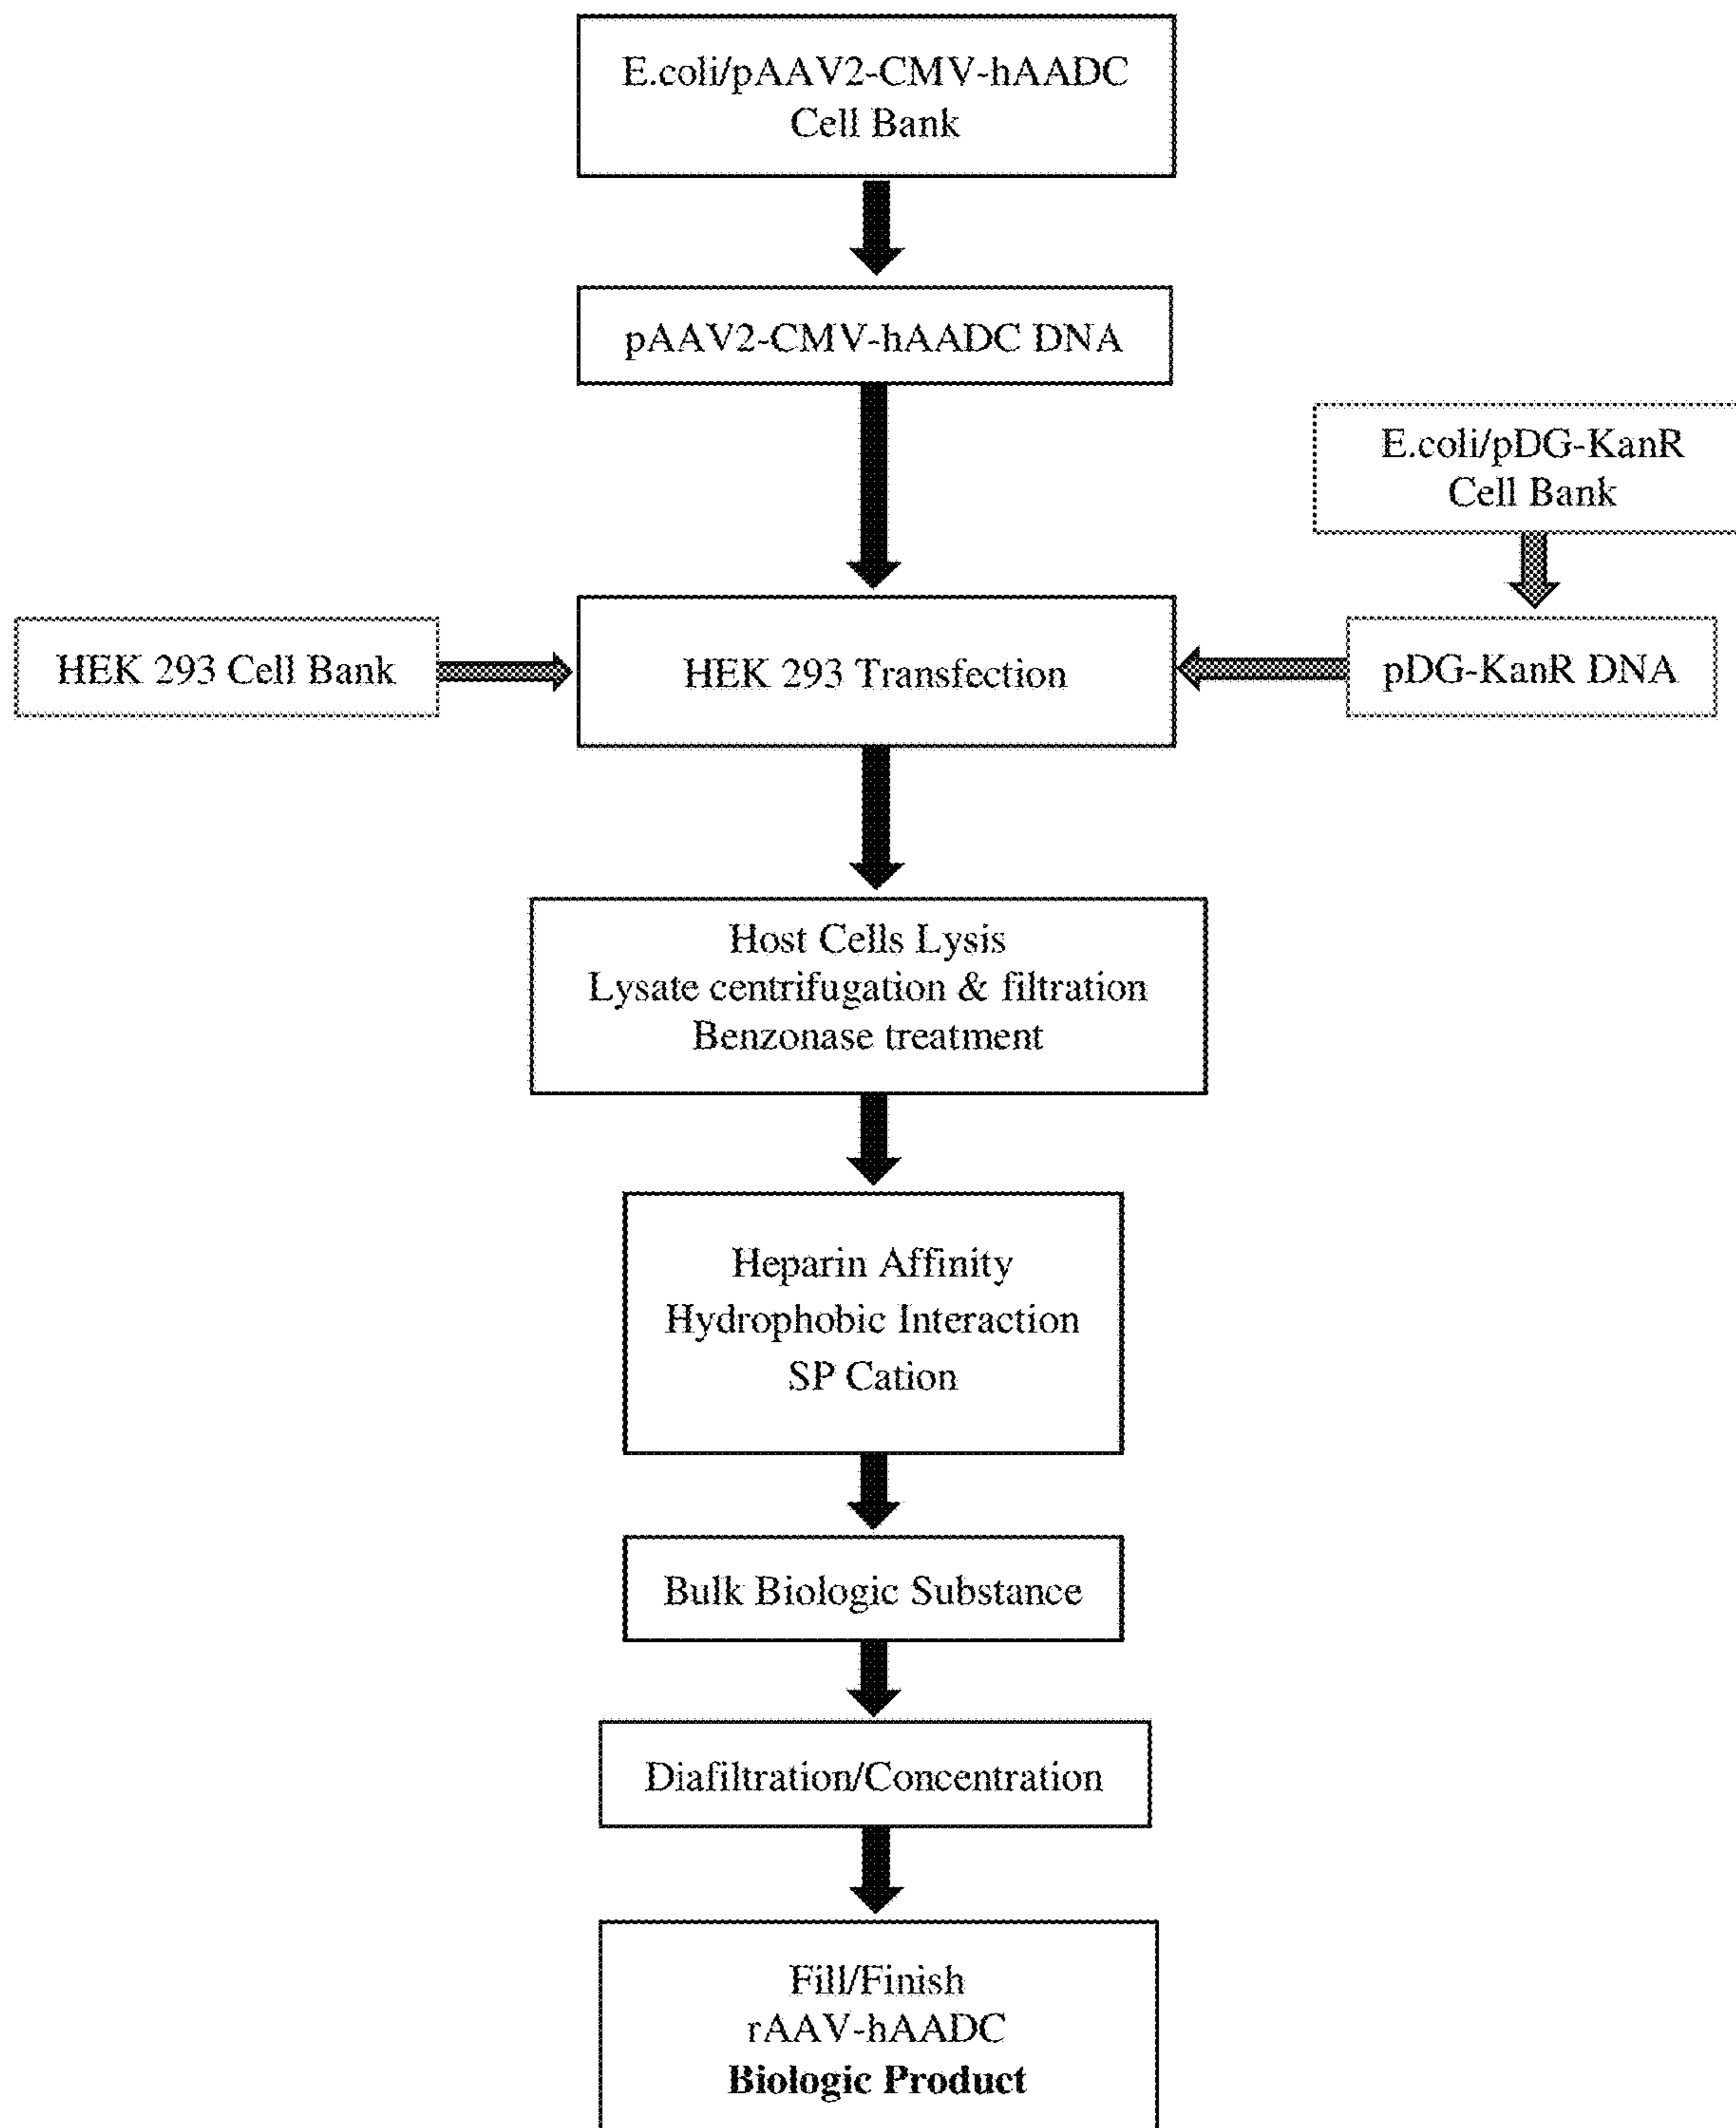 E.coli/pAAV2-CMV-hAADC
Cell Bank
pAAV2-CMV-hAADC DNA
E.coli/pDG-KanR
Cell Bank
HEK 293 Cell Bank
HEK 293 Transfection
pDG-KanR DNA
Host Cells Lysis
Lysate centrifugation & filtration
Benzonase treatment
Heparin Affinity
Hydrophobic Interaction
SP Cation
Bulk Biologic Substance
Diafiltration/Concentration
Fill/Finish
rAAV-hAADC
Biologic Product